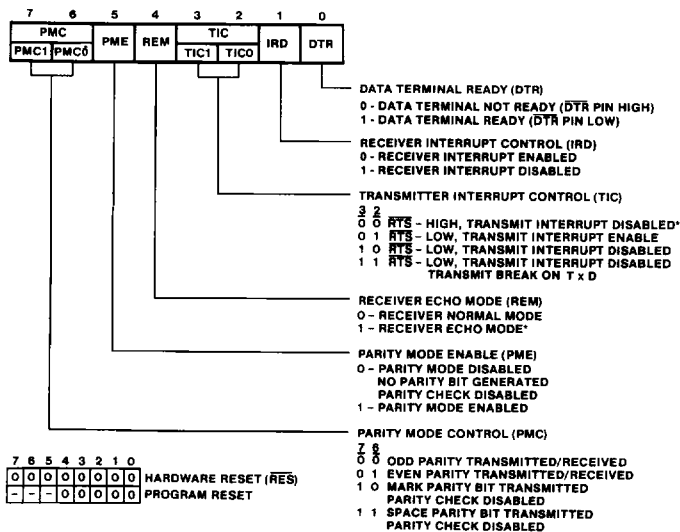 7 6 5 4 3 2 1 0
PMC PME REM TIC IRD DTR
PMC1 PMC0 TIC1 TIC0
DATA TERMINAL READY (DTR)
0 - DATA TERMINAL NOT READY (D̅T̅R̅ PIN HIGH)
1 - DATA TERMINAL READY (D̅T̅R̅ PIN LOW)
RECEIVER INTERRUPT CONTROL (IRD)
0 - RECEIVER INTERRUPT ENABLED
1 - RECEIVER INTERRUPT DISABLED
TRANSMITTER INTERRUPT CONTROL (TIC)
3 2
0 0 R̅T̅S̅ - HIGH, TRANSMIT INTERRUPT DISABLED*
0 1 R̅T̅S̅ - LOW, TRANSMIT INTERRUPT ENABLE
1 0 R̅T̅S̅ - LOW, TRANSMIT INTERRUPT DISABLED
1 1 R̅T̅S̅ - LOW, TRANSMIT INTERRUPT DISABLED
TRANSMIT BREAK ON T x D
RECEIVER ECHO MODE (REM)
0 - RECEIVER NORMAL MODE
1 - RECEIVER ECHO MODE*
PARITY MODE ENABLE (PME)
0 - PARITY MODE DISABLED
NO PARITY BIT GENERATED
PARITY CHECK DISABLED
1 - PARITY MODE ENABLED
PARITY MODE CONTROL (PMC)
7 6
0 0 ODD PARITY TRANSMITTED/RECEIVED
0 1 EVEN PARITY TRANSMITTED/RECEIVED
1 0 MARK PARITY BIT TRANSMITTED
PARITY CHECK DISABLED
1 1 SPACE PARITY BIT TRANSMITTED
PARITY CHECK DISABLED
7 6 5 4 3 2 1 0
0 0 0 0 0 0 0 0 HARDWARE RESET (R̅E̅S̅)
- - - 0 0 0 0 0 PROGRAM RESET